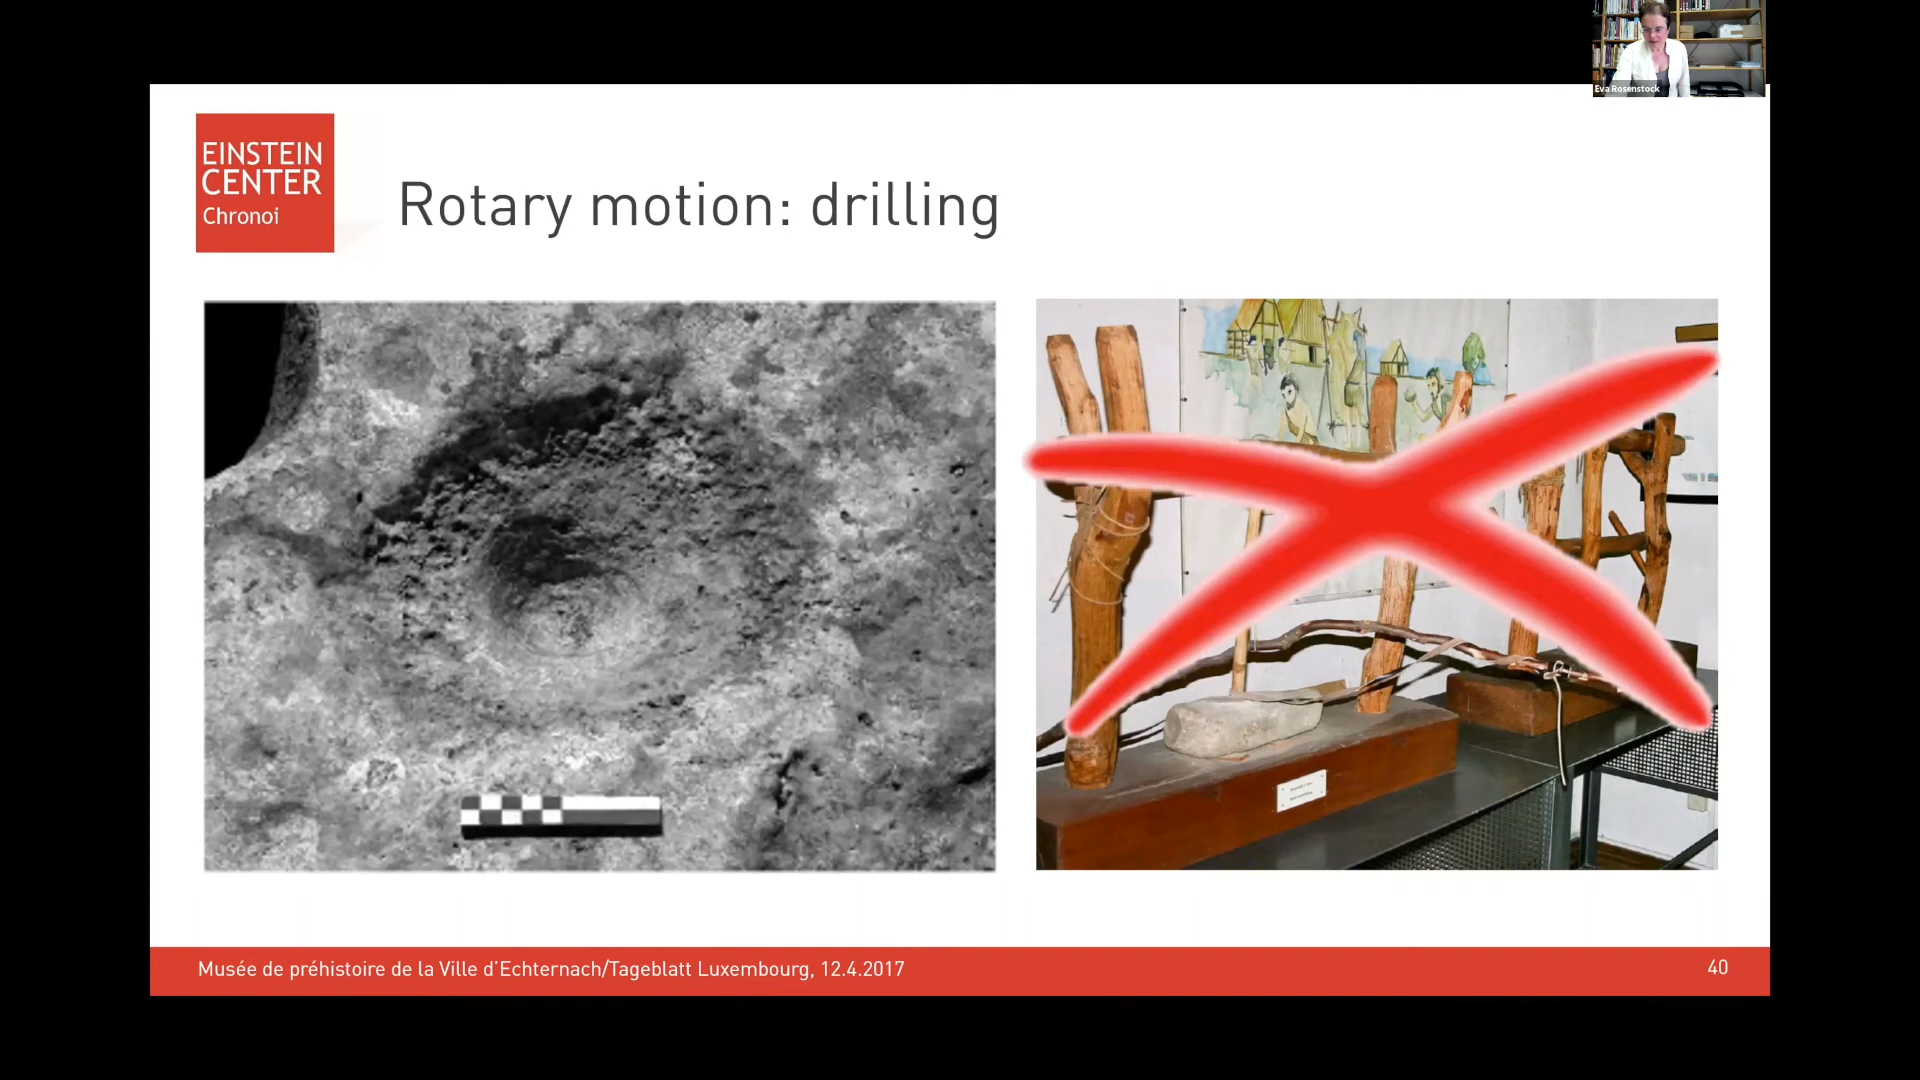 Eva Rosenstock
EINSTEIN
CENTER
Chronoi
Rotary motion: drilling
Musée de préhistoire de la Ville d'Echternach/Tageblatt Luxembourg, 12.4.2017
40